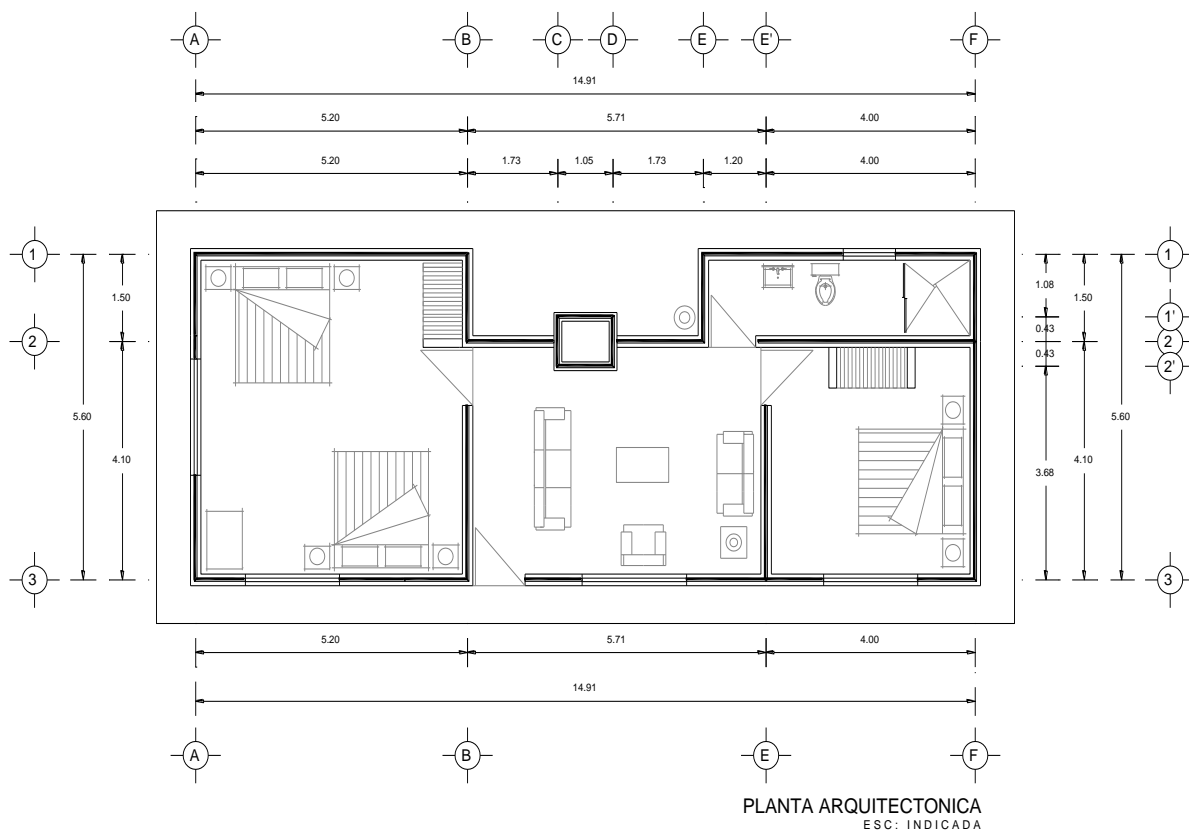 A B C D E E' F
14.91
5.20 5.71 4.00
5.20 1.73 1.05 1.73 1.20 4.00
1 1
1.08
1.50 1.50
1'
0.43
2 2
0.43
2'
5.60 5.60
4.10 4.10
3.68
3 3
5.20 5.71 4.00
14.91
A B E F
PLANTA ARQUITECTONICA
ESC: INDICADA